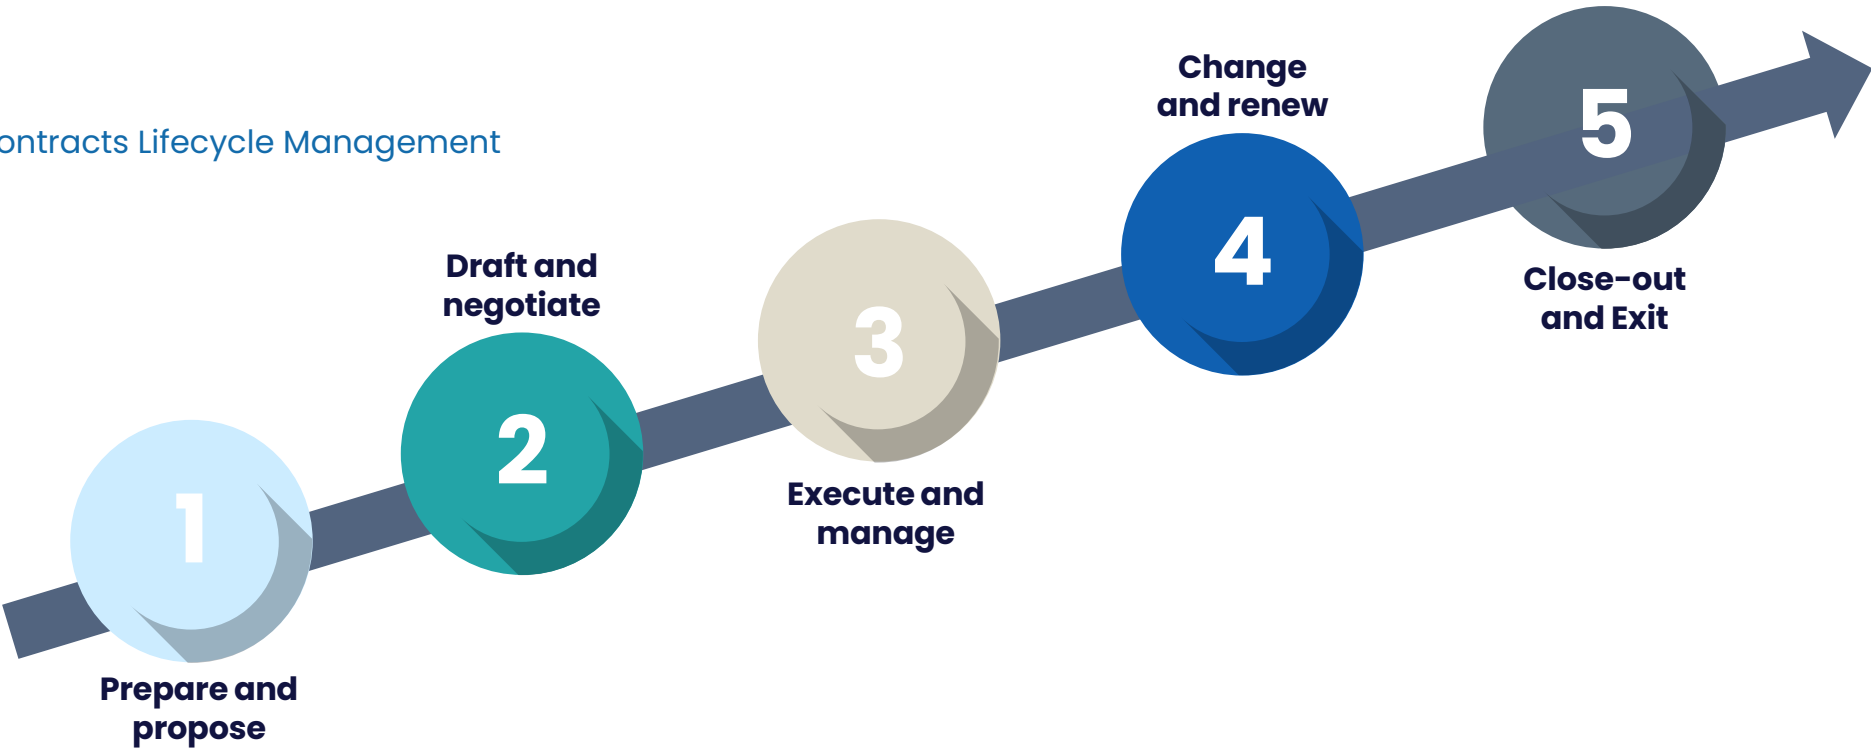 ontracts Lifecycle Management
1
Prepare and
propose
Draft and
negotiate
2
3
Execute and
manage
Change
and renew
4
5
Close-out
and Exit